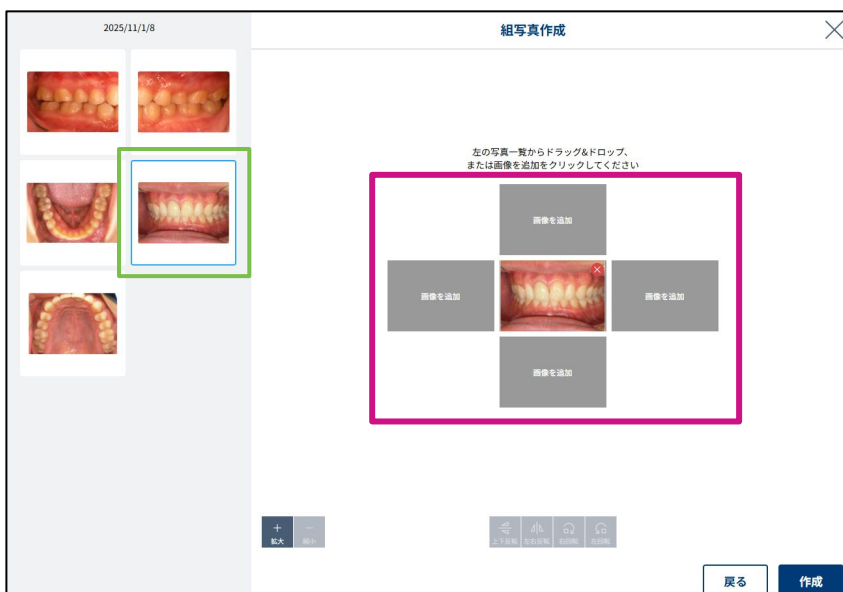 2025/11/1/8
組写真作成
左の写真一覧からドラッグ&ドロップ、
または画像を追加をクリックしてください
画像を追加
画像を追加
画像を追加
画像を追加
+
拡大
−
縮小
上下反転
左右反転
右回転
左回転
戻る
作成